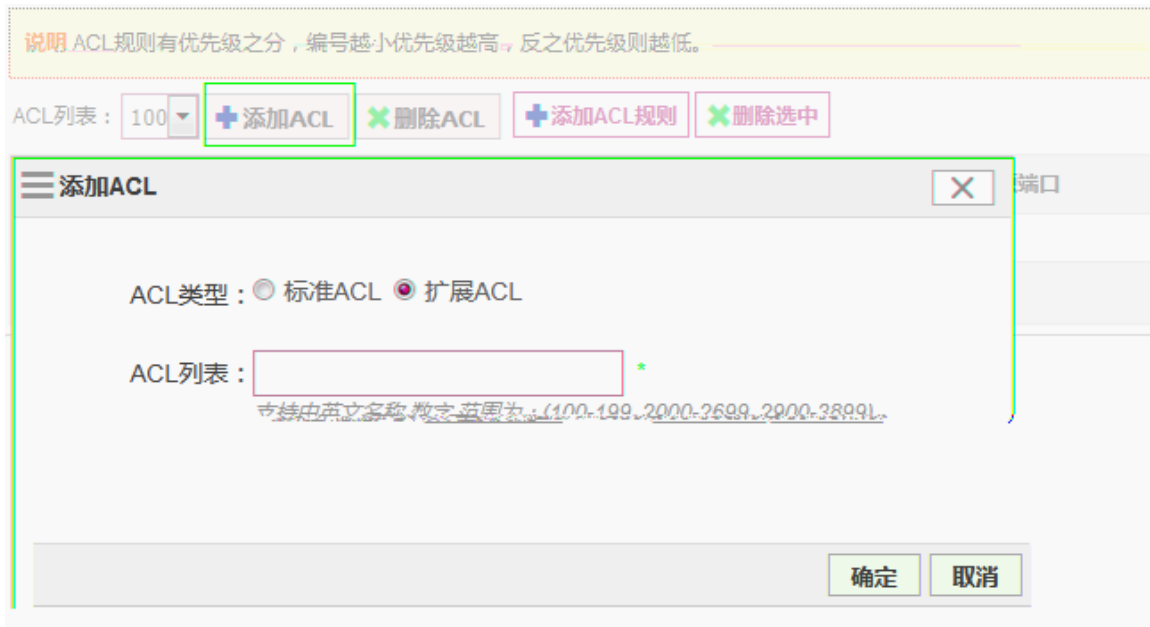 说明 ACL规则有优先级之分，编号越小优先级越高，反之优先级则越低。
ACL列表： 100 添加ACL 删除ACL 添加ACL规则 删除选中
添加ACL 端口
ACL类型： 标准ACL 扩展ACL
ACL列表： *
支持中英文名称,数字 范围为：(100-199, 2000-2699, 2900-3899)
确定 取消